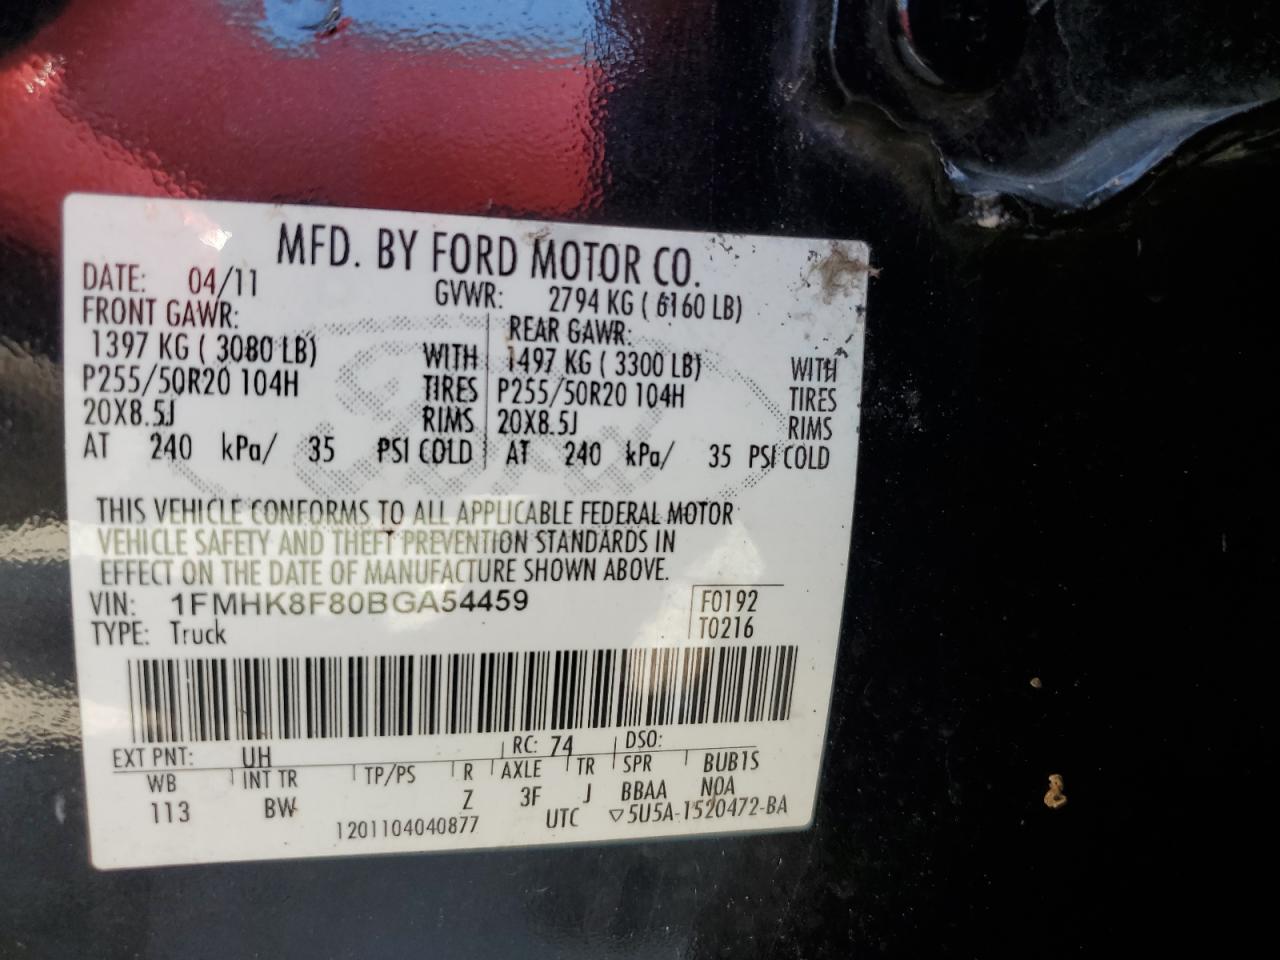 MFD. BY FORD MOTOR CO.
DATE: 04/11 GVWR: 2794 KG ( 6160 LB)
FRONT GAWR: REAR GAWR:
1397 KG ( 3080 LB) WITH 1497 KG ( 3300 LB) WITH
P255/50R20 104H TIRES P255/50R20 104H TIRES
20X8.5J RIMS 20X8.5J RIMS
AT 240 kPa/ 35 PSI COLD AT 240 kPa/ 35 PSI COLD
THIS VEHICLE CONFORMS TO ALL APPLICABLE FEDERAL MOTOR
VEHICLE SAFETY AND THEFT PREVENTION STANDARDS IN
EFFECT ON THE DATE OF MANUFACTURE SHOWN ABOVE.
VIN: 1FMHK8F80BGA54459 F0192
TYPE: Truck T0216
EXT PNT: UH RC: 74 DSO:
WB INT TR TP/PS R AXLE TR SPR BUB1S
113 BW Z 3F J BBAA NOA
1201104040877 UTC ▽5U5A-1520472-BA